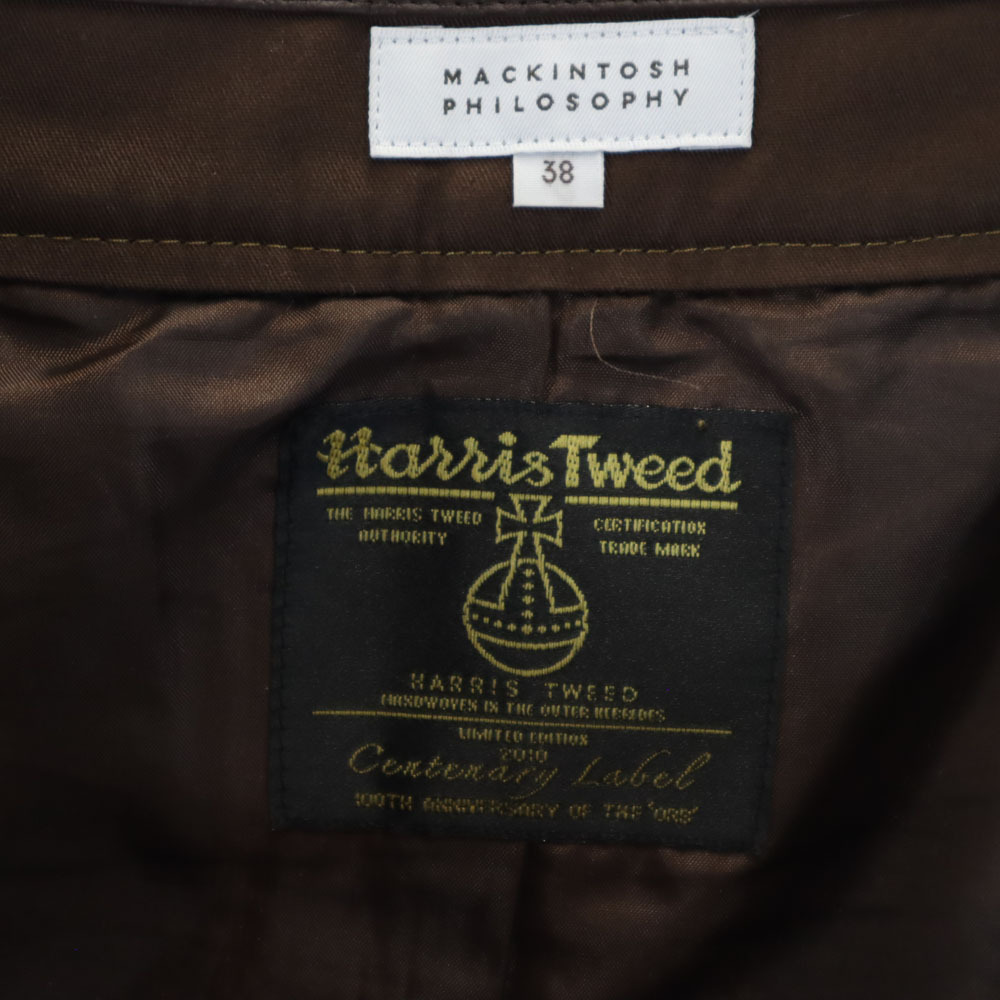 MACKINTOSH
PHILOSOPHY
38
Harris Tweed
THE HARRIS TWEED
AUTHORITY
CERTIFICATION
TRADE MARK
HARRIS TWEED
HANDWOVEN IN THE OUTER HEBRIDES
LIMITED EDITION
2010
Centenary Label
100TH ANNIVERSARY OF THE 'ORB'